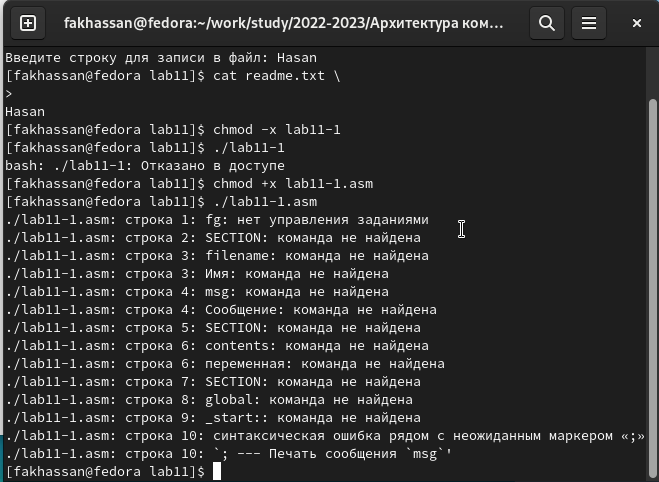 fakhassan@fedora:~/work/study/2022-2023/Архитектура ком...
Введите строку для записи в файл: Hasan
[fakhassan@fedora lab11]$ cat readme.txt \
>
Hasan
[fakhassan@fedora lab11]$ chmod -x lab11-1
[fakhassan@fedora lab11]$ ./lab11-1
bash: ./lab11-1: Отказано в доступе
[fakhassan@fedora lab11]$ chmod +x lab11-1.asm
[fakhassan@fedora lab11]$ ./lab11-1.asm
./lab11-1.asm: строка 1: fg: нет управления заданиями
./lab11-1.asm: строка 2: SECTION: команда не найдена
./lab11-1.asm: строка 3: filename: команда не найдена
./lab11-1.asm: строка 3: Имя: команда не найдена
./lab11-1.asm: строка 4: msg: команда не найдена
./lab11-1.asm: строка 4: Сообщение: команда не найдена
./lab11-1.asm: строка 5: SECTION: команда не найдена
./lab11-1.asm: строка 6: contents: команда не найдена
./lab11-1.asm: строка 6: переменная: команда не найдена
./lab11-1.asm: строка 7: SECTION: команда не найдена
./lab11-1.asm: строка 8: global: команда не найдена
./lab11-1.asm: строка 9: _start:: команда не найдена
./lab11-1.asm: строка 10: синтаксическая ошибка рядом с неожиданным маркером «;»
./lab11-1.asm: строка 10: `; --- Печать сообщения `msg`'
[fakhassan@fedora lab11]$